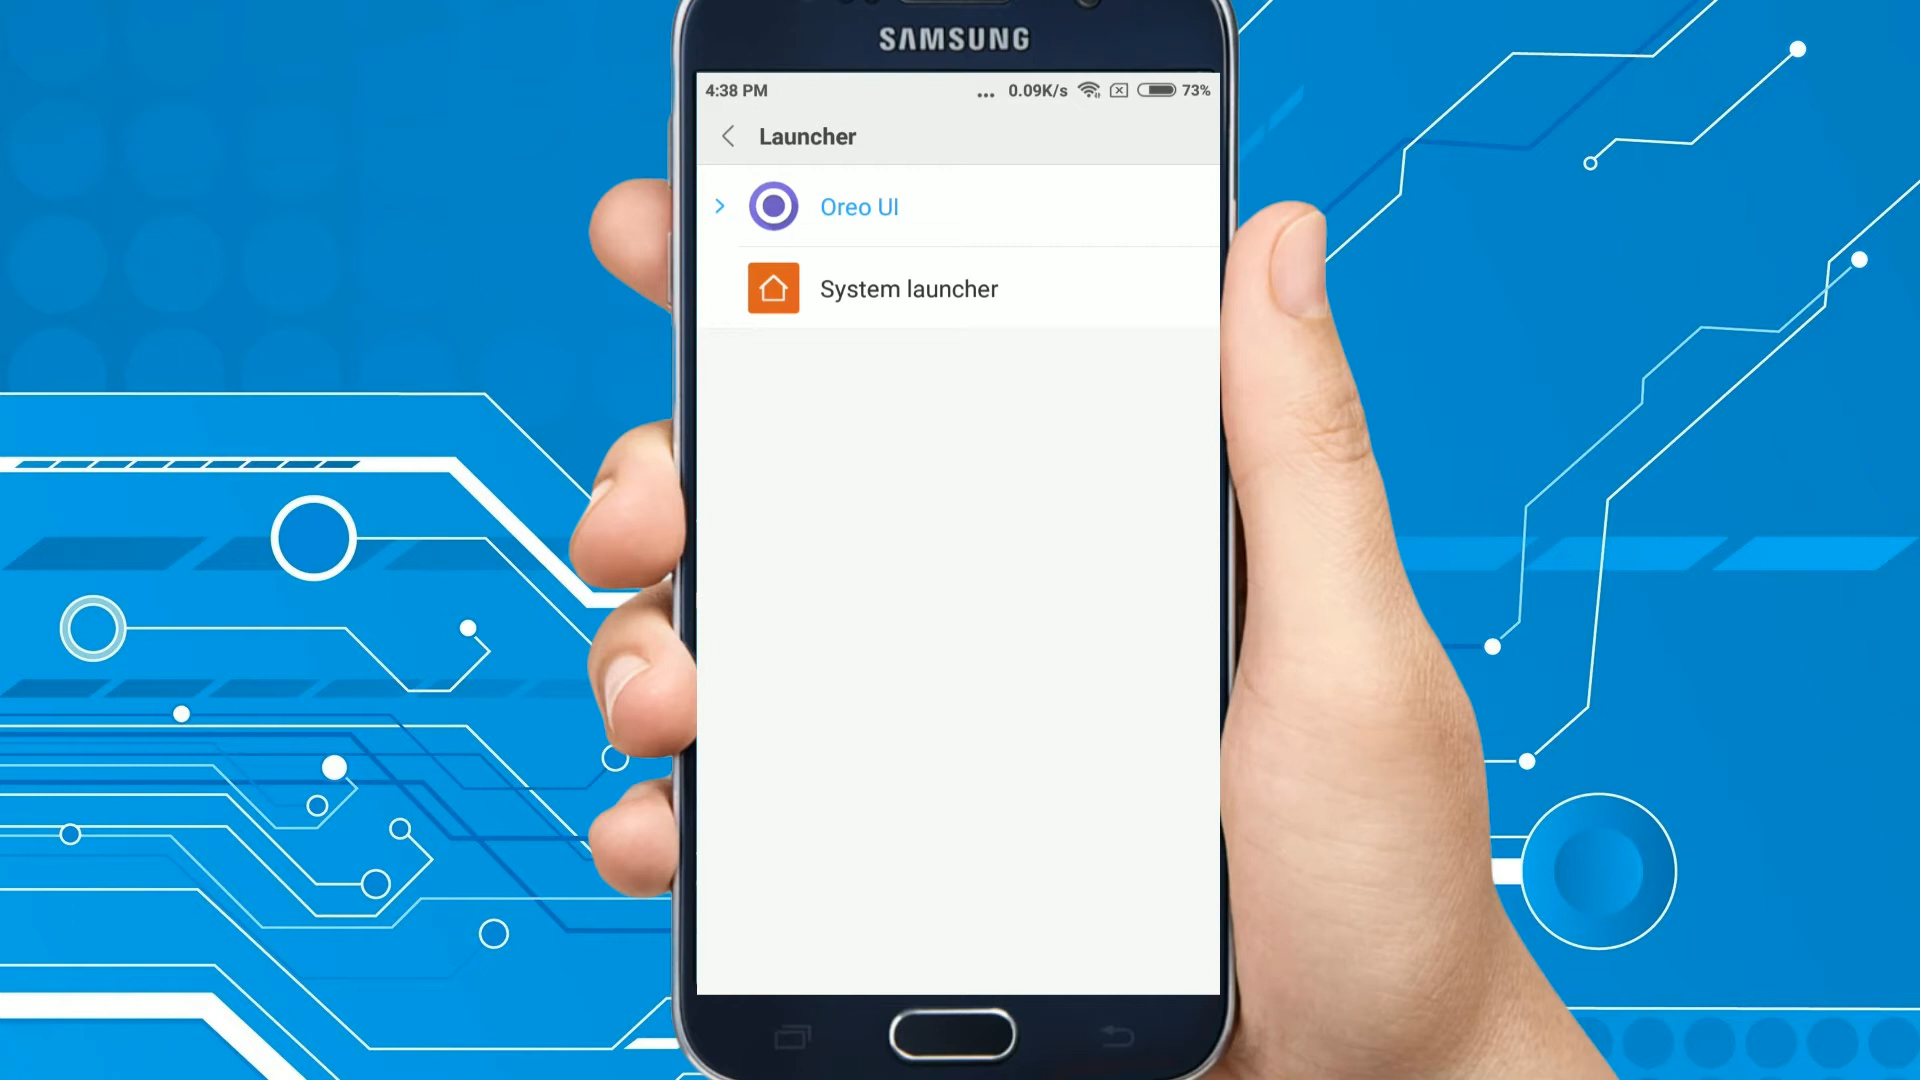 SAMSUNG
4:38 PM ... 0.09K/s 73%
Launcher
Oreo UI
System launcher